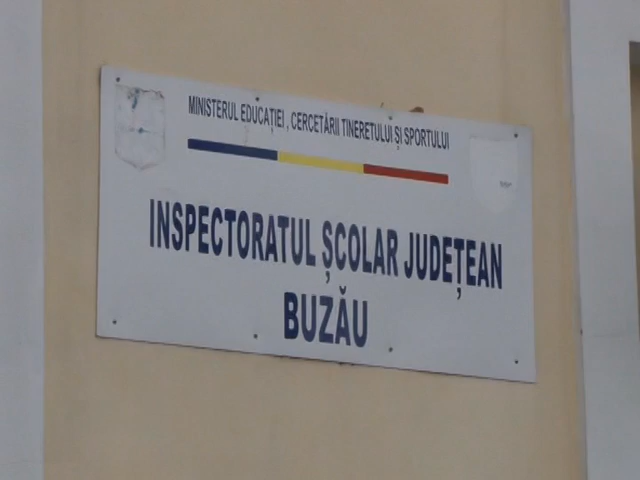 MINISTERUL EDUCAȚIEI, CERCETĂRII TINERETULUI ȘI SPORTULUI
INSPECTORATUL ȘCOLAR JUDEȚEAN
BUZĂU